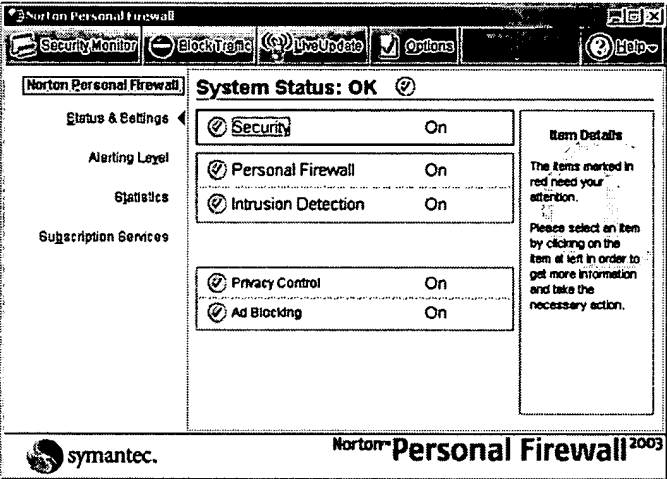 Norton Personal Firewall
Security Monitor Block Traffic LiveUpdate Options Help
Norton Personal Firewall
Status & Settings
Alerting Level
Statistics
Subscription Services
System Status: OK
Security On
Personal Firewall On
Intrusion Detection On
Privacy Control On
Ad Blocking On
Item Details
The items marked in
red need your
attention.
Please select an item
by clicking on the
item at left in order to
get more information
and take the
necessary action.
symantec.
Norton™ Personal Firewall 2003